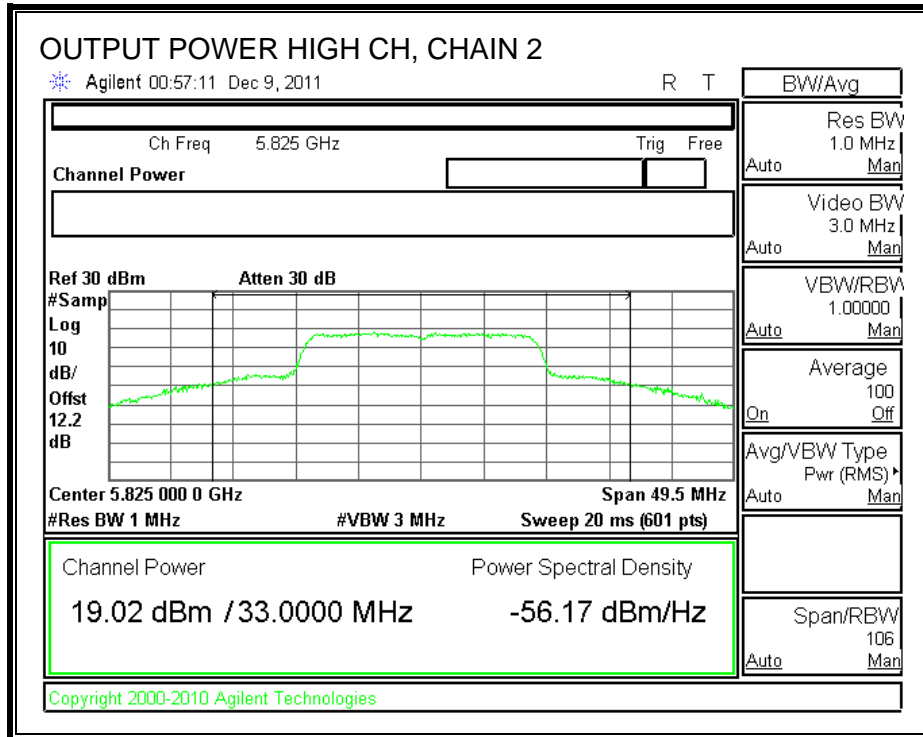 OUTPUT POWER HIGH CH, CHAIN 2
Agilent 00:57:11 Dec 9, 2011 R T
Ch Freq 5.825 GHz Trig Free
Channel Power
Ref 30 dBm Atten 30 dB
#Samp
Log
10
dB/
Offst
12.2
dB
Center 5.825 000 0 GHz Span 49.5 MHz
#Res BW 1 MHz #VBW 3 MHz Sweep 20 ms (601 pts)
Channel Power Power Spectral Density
19.02 dBm / 33.0000 MHz -56.17 dBm/Hz
Copyright 2000-2010 Agilent Technologies
BW/Avg
Res BW
1.0 MHz
Auto Man
Video BW
3.0 MHz
Auto Man
VBW/RBW
1.00000
Auto Man
Average
100
On Off
Avg/VBW Type
Pwr (RMS)
Auto Man
Span/RBW
106
Auto Man